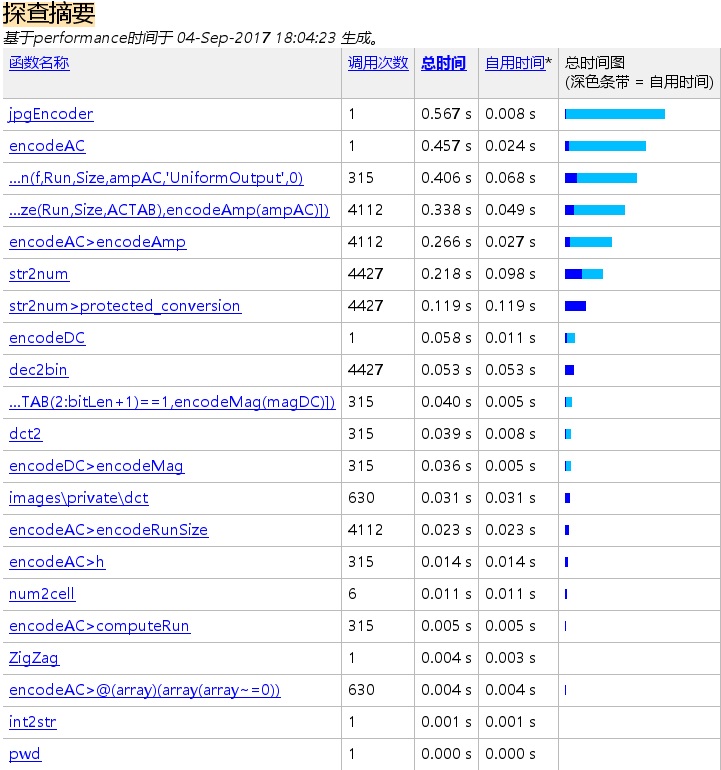 探查摘要
基于performance时间于 04-Sep-2017 18:04:23 生成。
函数名称 调用次数 总时间 自用时间* 总时间图
(深色条带 = 自用时间)
jpgEncoder 1 0.567 s 0.008 s
encodeAC 1 0.457 s 0.024 s
...n(f,Run,Size,ampAC,'UniformOutput',0) 315 0.406 s 0.068 s
...ze(Run,Size,ACTAB),encodeAmp(ampAC)]) 4112 0.338 s 0.049 s
encodeAC>encodeAmp 4112 0.266 s 0.027 s
str2num 4427 0.218 s 0.098 s
str2num>protected_conversion 4427 0.119 s 0.119 s
encodeDC 1 0.058 s 0.011 s
dec2bin 4427 0.053 s 0.053 s
...TAB(2:bitLen+1)==1,encodeMag(magDC)]) 315 0.040 s 0.005 s
dct2 315 0.039 s 0.008 s
encodeDC>encodeMag 315 0.036 s 0.005 s
images\private\dct 630 0.031 s 0.031 s
encodeAC>encodeRunSize 4112 0.023 s 0.023 s
encodeAC>h 315 0.014 s 0.014 s
num2cell 6 0.011 s 0.011 s
encodeAC>computeRun 315 0.005 s 0.005 s
ZigZag 1 0.004 s 0.003 s
encodeAC>@(array)(array(array~=0)) 630 0.004 s 0.004 s
int2str 1 0.001 s 0.001 s
pwd 1 0.000 s 0.000 s